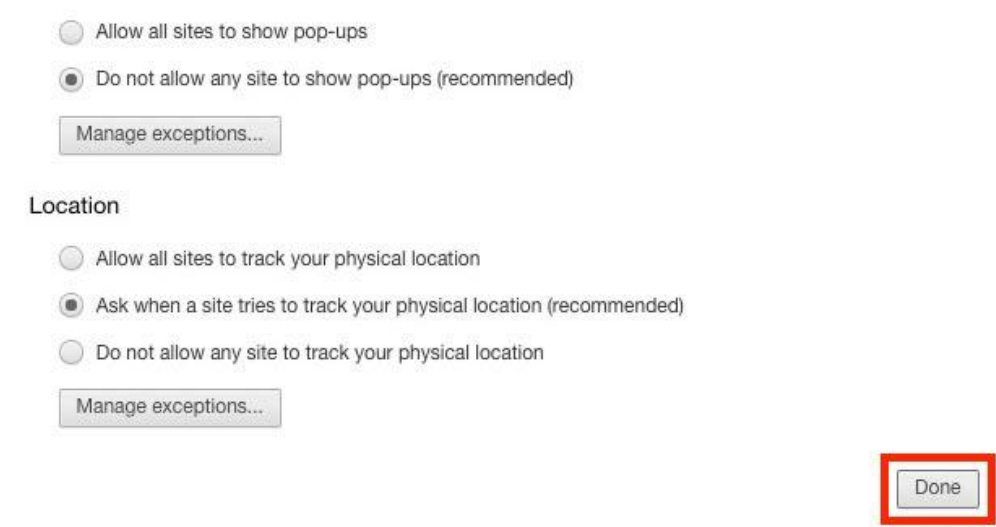 Allow all sites to show pop-ups
Do not allow any site to show pop-ups (recommended)
Manage exceptions...
Location
Allow all sites to track your physical location
Ask when a site tries to track your physical location (recommended)
Do not allow any site to track your physical location
Manage exceptions...
Done